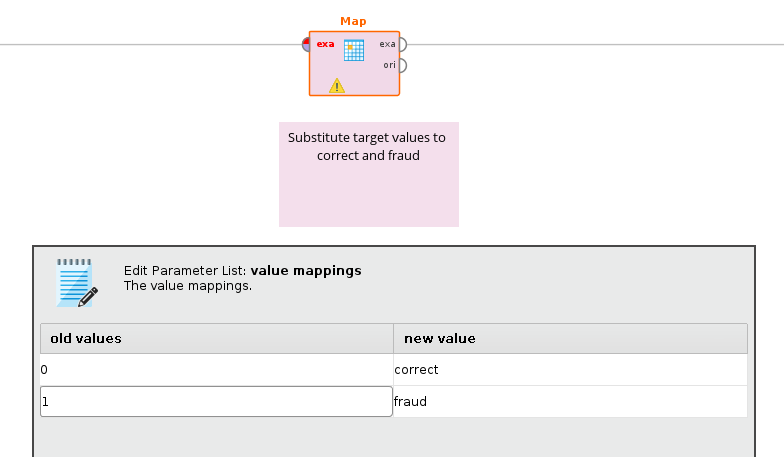 Map
exa exa
ori
Substitute target values to
correct and fraud
Edit Parameter List: value mappings
The value mappings.
old values new value
0 correct
1 fraud